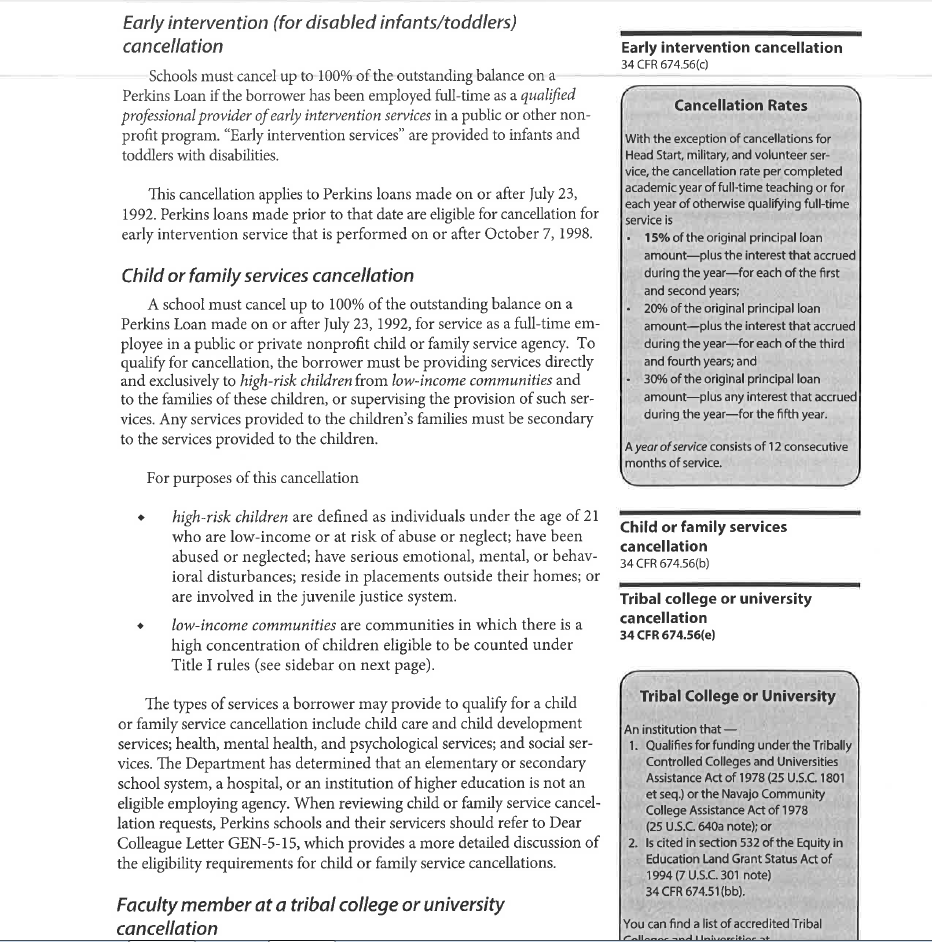 Early intervention (for disabled infants/toddlers)
cancellation
Schools must cancel up to 100% of the outstanding balance on a
Perkins Loan if the borrower has been employed full-time as a qualified
professional provider of early intervention services in a public or other non-
profit program. “Early intervention services” are provided to infants and
toddlers with disabilities.
This cancellation applies to Perkins loans made on or after July 23,
1992. Perkins loans made prior to that date are eligible for cancellation for
early intervention service that is performed on or after October 7, 1998.
Child or family services cancellation
A school must cancel up to 100% of the outstanding balance on a
Perkins Loan made on or after July 23, 1992, for service as a full-time em-
ployee in a public or private nonprofit child or family service agency. To
qualify for cancellation, the borrower must be providing services directly
and exclusively to high-risk children from low-income communities and
to the families of these children, or supervising the provision of such ser-
vices. Any services provided to the children’s families must be secondary
to the services provided to the children.
For purposes of this cancellation
♦ high-risk children are defined as individuals under the age of 21
who are low-income or at risk of abuse or neglect; have been
abused or neglected; have serious emotional, mental, or behav-
ioral disturbances; reside in placements outside their homes; or
are involved in the juvenile justice system.
♦ low-income communities are communities in which there is a
high concentration of children eligible to be counted under
Title I rules (see sidebar on next page).
The types of services a borrower may provide to qualify for a child
or family service cancellation include child care and child development
services; health, mental health, and psychological services; and social ser-
vices. The Department has determined that an elementary or secondary
school system, a hospital, or an institution of higher education is not an
eligible employing agency. When reviewing child or family service cancel-
lation requests, Perkins schools and their servicers should refer to Dear
Colleague Letter GEN-5-15, which provides a more detailed discussion of
the eligibility requirements for child or family service cancellations.
Faculty member at a tribal college or university
cancellation
Early intervention cancellation
34 CFR 674.56(c)
Cancellation Rates
With the exception of cancellations for
Head Start, military, and volunteer ser-
vice, the cancellation rate per completed
academic year of full-time teaching or for
each year of otherwise qualifying full-time
service is
· 15% of the original principal loan
amount—plus the interest that accrued
during the year—for each of the first
and second years;
· 20% of the original principal loan
amount—plus the interest that accrued
during the year—for each of the third
and fourth years; and
· 30% of the original principal loan
amount—plus any interest that accrued
during the year—for the fifth year.
A year of service consists of 12 consecutive
months of service.
Child or family services
cancellation
34 CFR 674.56(b)
Tribal college or university
cancellation
34 CFR 674.56(e)
Tribal College or University
An institution that —
1. Qualifies for funding under the Tribally
Controlled Colleges and Universities
Assistance Act of 1978 (25 U.S.C. 1801
et seq.) or the Navajo Community
College Assistance Act of 1978
(25 U.S.C. 640a note); or
2. Is cited in section 532 of the Equity in
Education Land Grant Status Act of
1994 (7 U.S.C. 301 note)
34 CFR 674.51(bb).
You can find a list of accredited Tribal
Colleges and Universities at